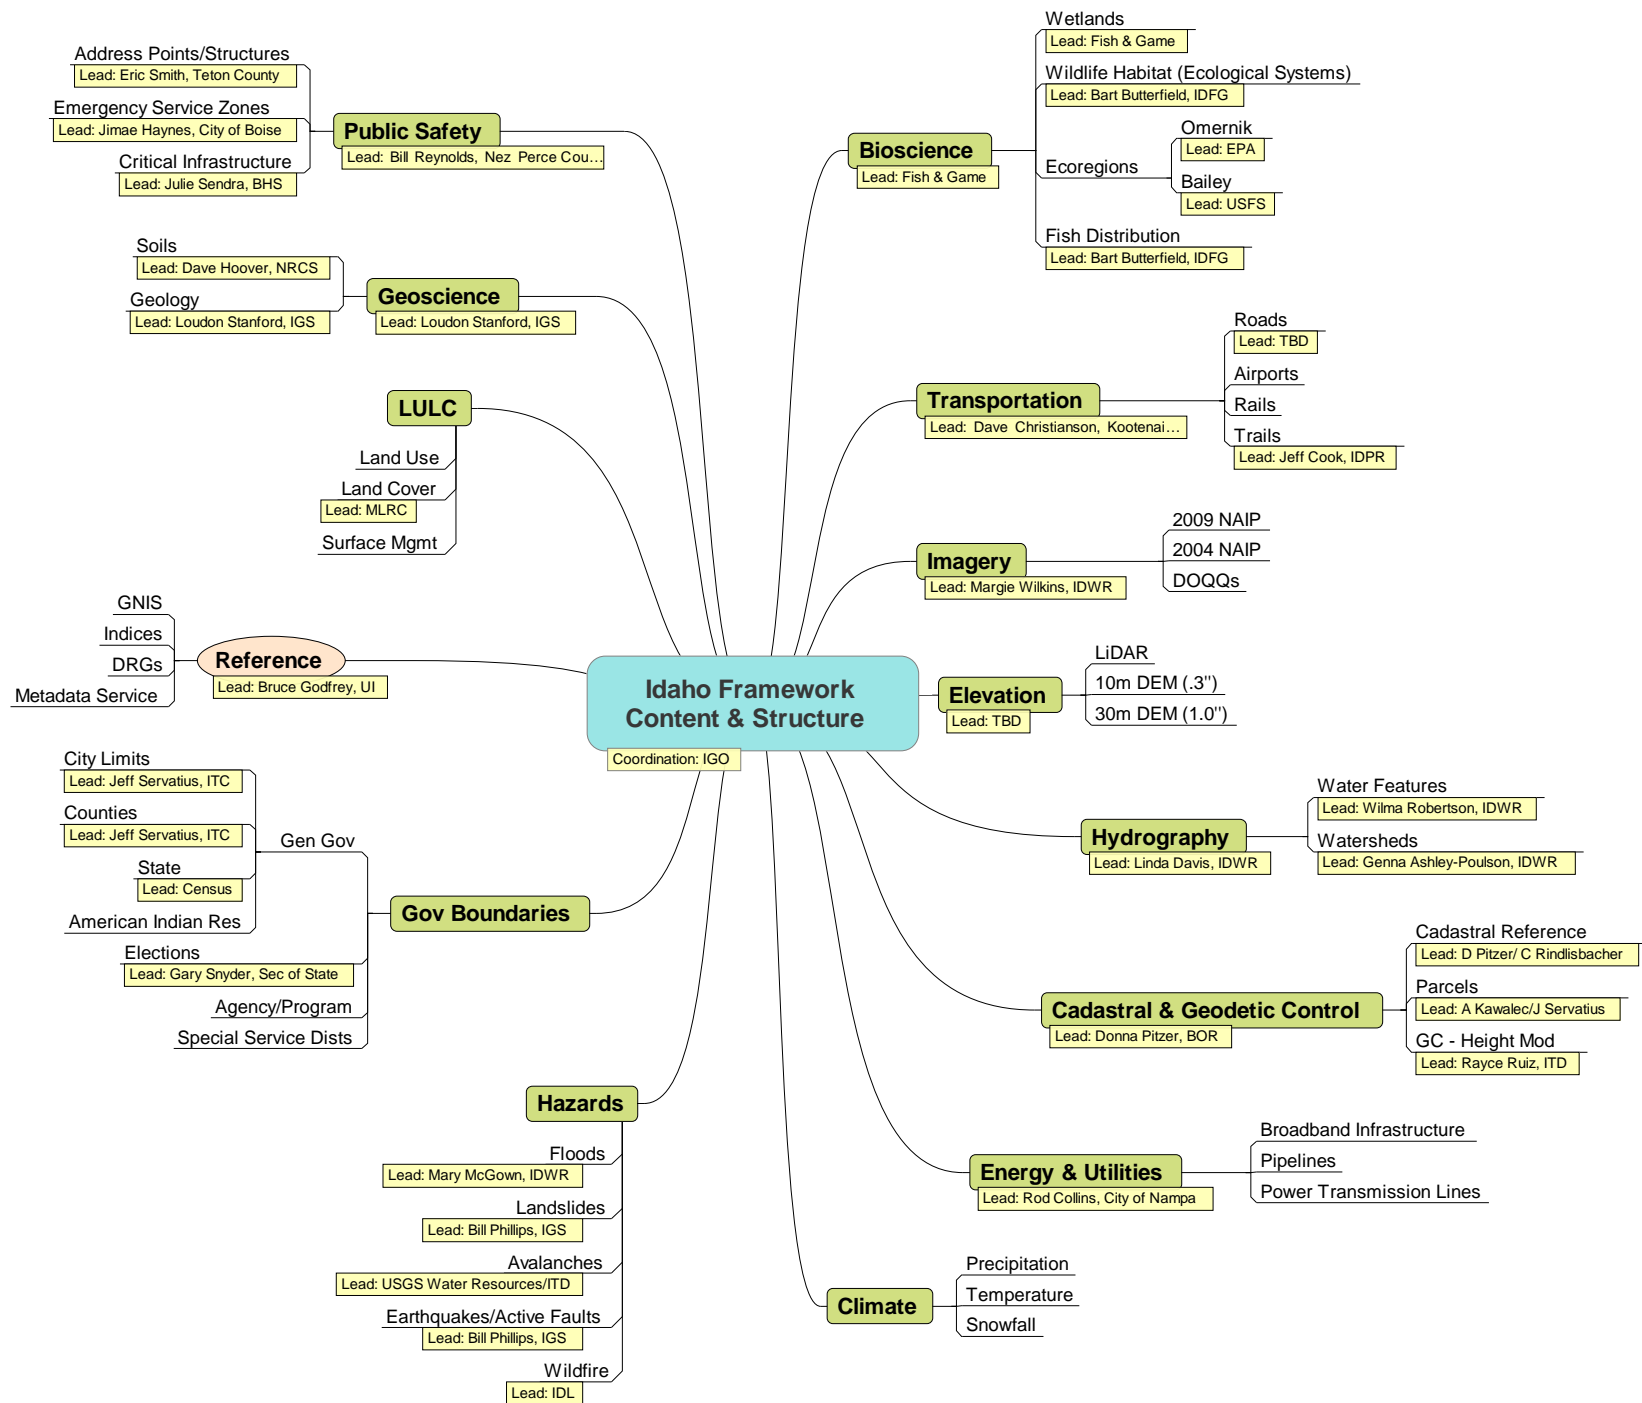 Idaho Framework
Content & Structure
Coordination: IGO
Public Safety
Lead: Bill Reynolds, Nez Perce Cou...
Address Points/Structures
Lead: Eric Smith, Teton County
Emergency Service Zones
Lead: Jimae Haynes, City of Boise
Critical Infrastructure
Lead: Julie Sendra, BHS
Geoscience
Lead: Loudon Stanford, IGS
Soils
Lead: Dave Hoover, NRCS
Geology
Lead: Loudon Stanford, IGS
LULC
Land Use
Land Cover
Lead: MLRC
Surface Mgmt
Reference
Lead: Bruce Godfrey, UI
GNIS
Indices
DRGs
Metadata Service
Gov Boundaries
Gen Gov
City Limits
Lead: Jeff Servatius, ITC
Counties
Lead: Jeff Servatius, ITC
State
Lead: Census
American Indian Res
Elections
Lead: Gary Snyder, Sec of State
Agency/Program
Special Service Dists
Hazards
Floods
Lead: Mary McGown, IDWR
Landslides
Lead: Bill Phillips, IGS
Avalanches
Lead: USGS Water Resources/ITD
Earthquakes/Active Faults
Lead: Bill Phillips, IGS
Wildfire
Lead: IDL
Bioscience
Lead: Fish & Game
Wetlands
Lead: Fish & Game
Wildlife Habitat (Ecological Systems)
Lead: Bart Butterfield, IDFG
Ecoregions
Omernik
Lead: EPA
Bailey
Lead: USFS
Fish Distribution
Lead: Bart Butterfield, IDFG
Transportation
Lead: Dave Christianson, Kootenai...
Roads
Lead: TBD
Airports
Rails
Trails
Lead: Jeff Cook, IDPR
Imagery
Lead: Margie Wilkins, IDWR
2009 NAIP
2004 NAIP
DOQQs
Elevation
Lead: TBD
LiDAR
10m DEM (.3")
30m DEM (1.0")
Hydrography
Lead: Linda Davis, IDWR
Water Features
Lead: Wilma Robertson, IDWR
Watersheds
Lead: Genna Ashley-Poulson, IDWR
Cadastral & Geodetic Control
Lead: Donna Pitzer, BOR
Cadastral Reference
Lead: D Pitzer/ C Rindlisbacher
Parcels
Lead: A Kawalec/J Servatius
GC - Height Mod
Lead: Rayce Ruiz, ITD
Energy & Utilities
Lead: Rod Collins, City of Nampa
Broadband Infrastructure
Pipelines
Power Transmission Lines
Climate
Precipitation
Temperature
Snowfall